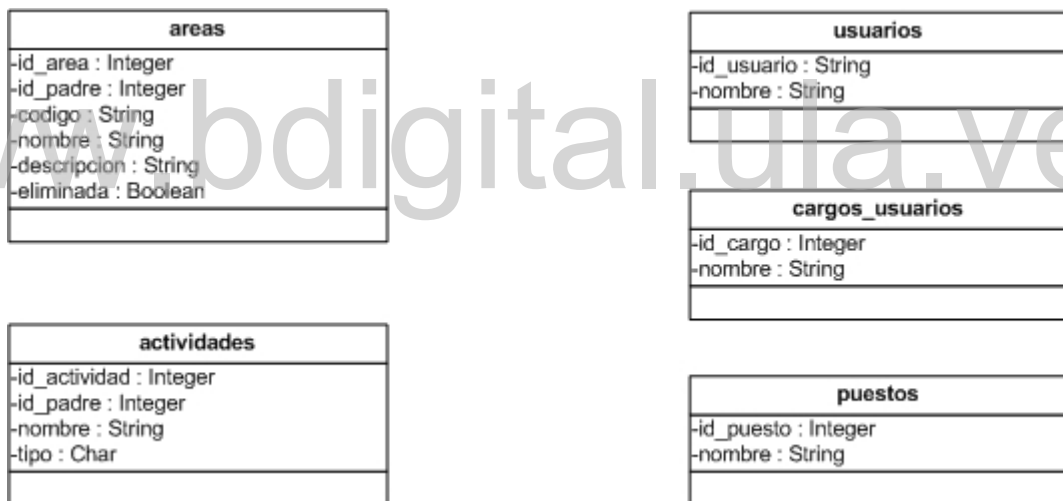 areas
-id_area : Integer
-id_padre : Integer
-codigo : String
-nombre : String
-descripcion : String
-eliminada : Boolean
actividades
-id_actividad : Integer
-id_padre : Integer
-nombre : String
-tipo : Char
usuarios
-id_usuario : String
-nombre : String
cargos_usuarios
-id_cargo : Integer
-nombre : String
puestos
-id_puesto : Integer
-nombre : String
www.bdigital.ula.ve